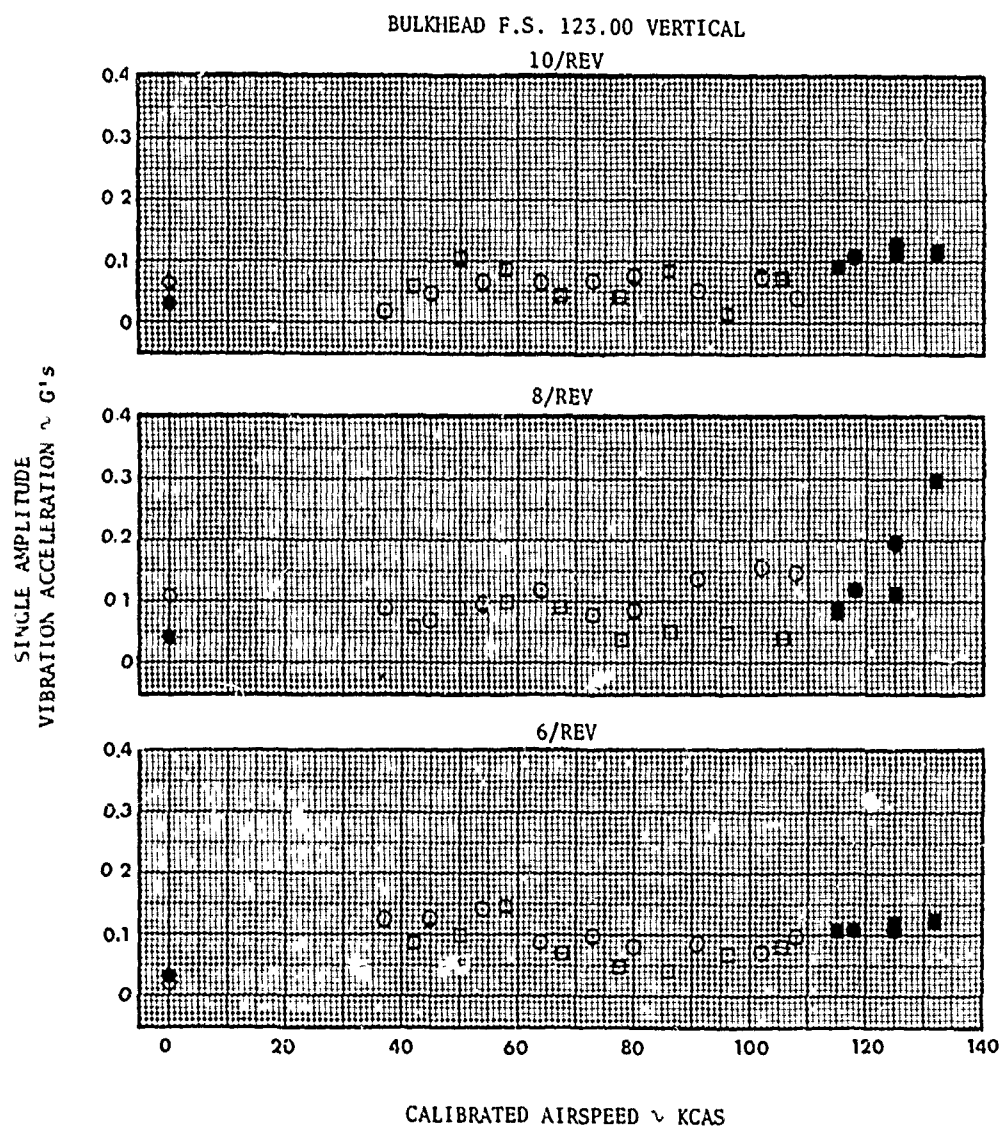 BULKHEAD F.S. 123.00 VERTICAL
10/REV
0.4
0.3
0 2
0.1
0
8/REV
0.4
0.3
0 2
0 1
0
6/REV
0.4
0.3
0 2
0.1
0
0 20 40 60 80 100 120 140
SINGLE AMPLITUDE
VIBRATION ACCELERATION ~ G's
CALIBRATED AIRSPEED ~ KCAS